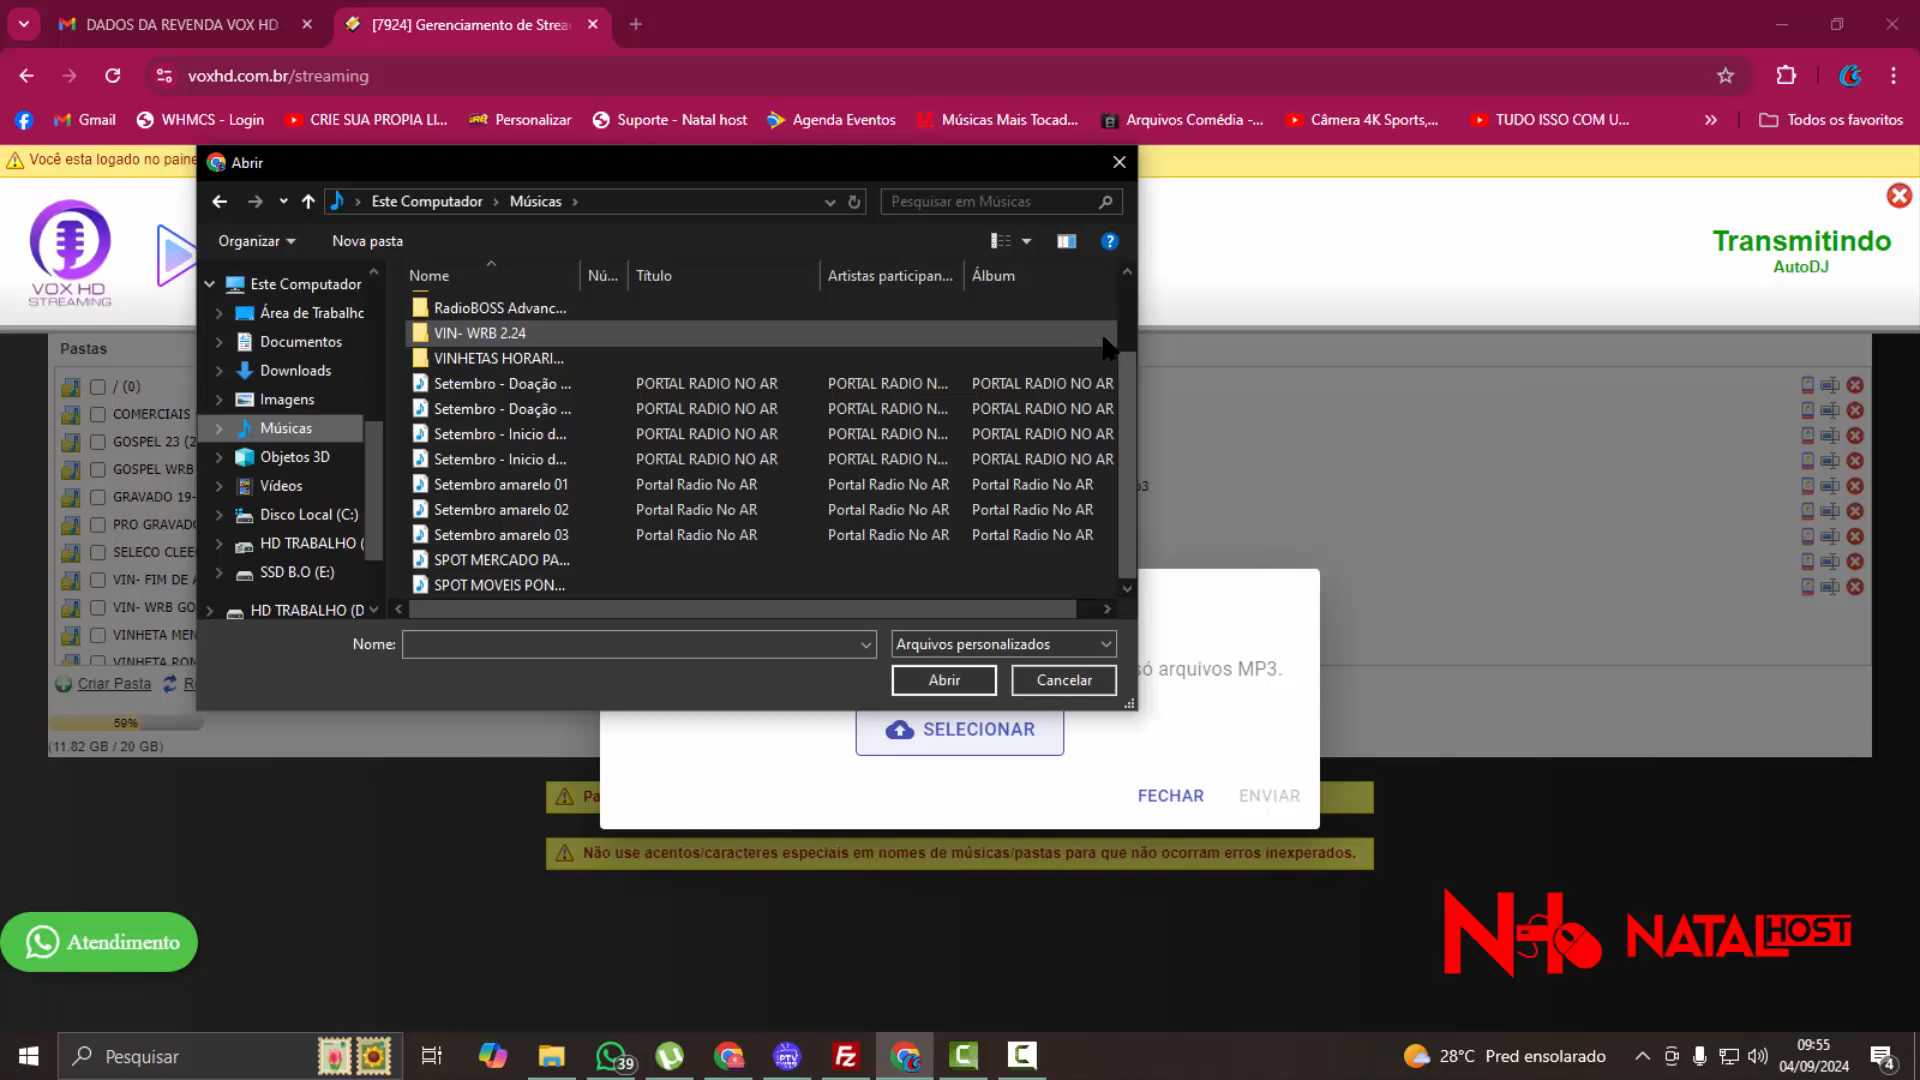 DADOS DA REVENDA VOX HD
[7924] Gerenciamento de Strea
voxhd.com.br/streaming
Gmail
WHMCS - Login
CRIE SUA PROPIA LI...
Personalizar
Suporte - Natal host
Agenda Eventos
Músicas Mais Tocad...
Arquivos Comédia -...
Câmera 4K Sports,...
TUDO ISSO COM U...
Todos os favoritos
Você esta logado no paine
Abrir
Este Computador
Músicas
Pesquisar em Músicas
Organizar
Nova pasta
VOX HD
STREAMING
Transmitindo
AutoDJ
Nome
Nú...
Título
Artistas participan...
Álbum
Este Computador
Área de Trabalho
Documentos
Downloads
Imagens
Músicas
Objetos 3D
Vídeos
Disco Local (C:)
HD TRABALHO (
SSD B.O (E:)
HD TRABALHO (D
RadioBOSS Advanc...
VIN- WRB 2.24
VINHETAS HORARI...
Setembro - Doação ... PORTAL RADIO NO AR PORTAL RADIO N... PORTAL RADIO NO AR
Setembro - Doação ... PORTAL RADIO NO AR PORTAL RADIO N... PORTAL RADIO NO AR
Setembro - Inicio d... PORTAL RADIO NO AR PORTAL RADIO N... PORTAL RADIO NO AR
Setembro - Inicio d... PORTAL RADIO NO AR PORTAL RADIO N... PORTAL RADIO NO AR
Setembro amarelo 01 Portal Radio No AR Portal Radio No AR Portal Radio No AR
Setembro amarelo 02 Portal Radio No AR Portal Radio No AR Portal Radio No AR
Setembro amarelo 03 Portal Radio No AR Portal Radio No AR Portal Radio No AR
SPOT MERCADO PA...
SPOT MOVEIS PON...
Nome:
Arquivos personalizados
Abrir
Cancelar
Pastas
/ (0)
COMERCIAIS
GOSPEL 23 (2
GOSPEL WRB
GRAVADO 19-
PRO GRAVADO
SELECO CLEE
VIN- FIM DE A
VIN- WRB GO
VINHETA MEN
VINHETA ROM
Criar Pasta
R
59%
(11.82 GB / 20 GB)
p3
só arquivos MP3.
SELECIONAR
FECHAR
ENVIAR
Pa
Não use acentos/caracteres especiais em nomes de músicas/pastas para que não ocorram erros inexperados.
Atendimento
NH
NATAL HOST
Pesquisar
39
28°C Pred ensolarado
09:55
04/09/2024
4